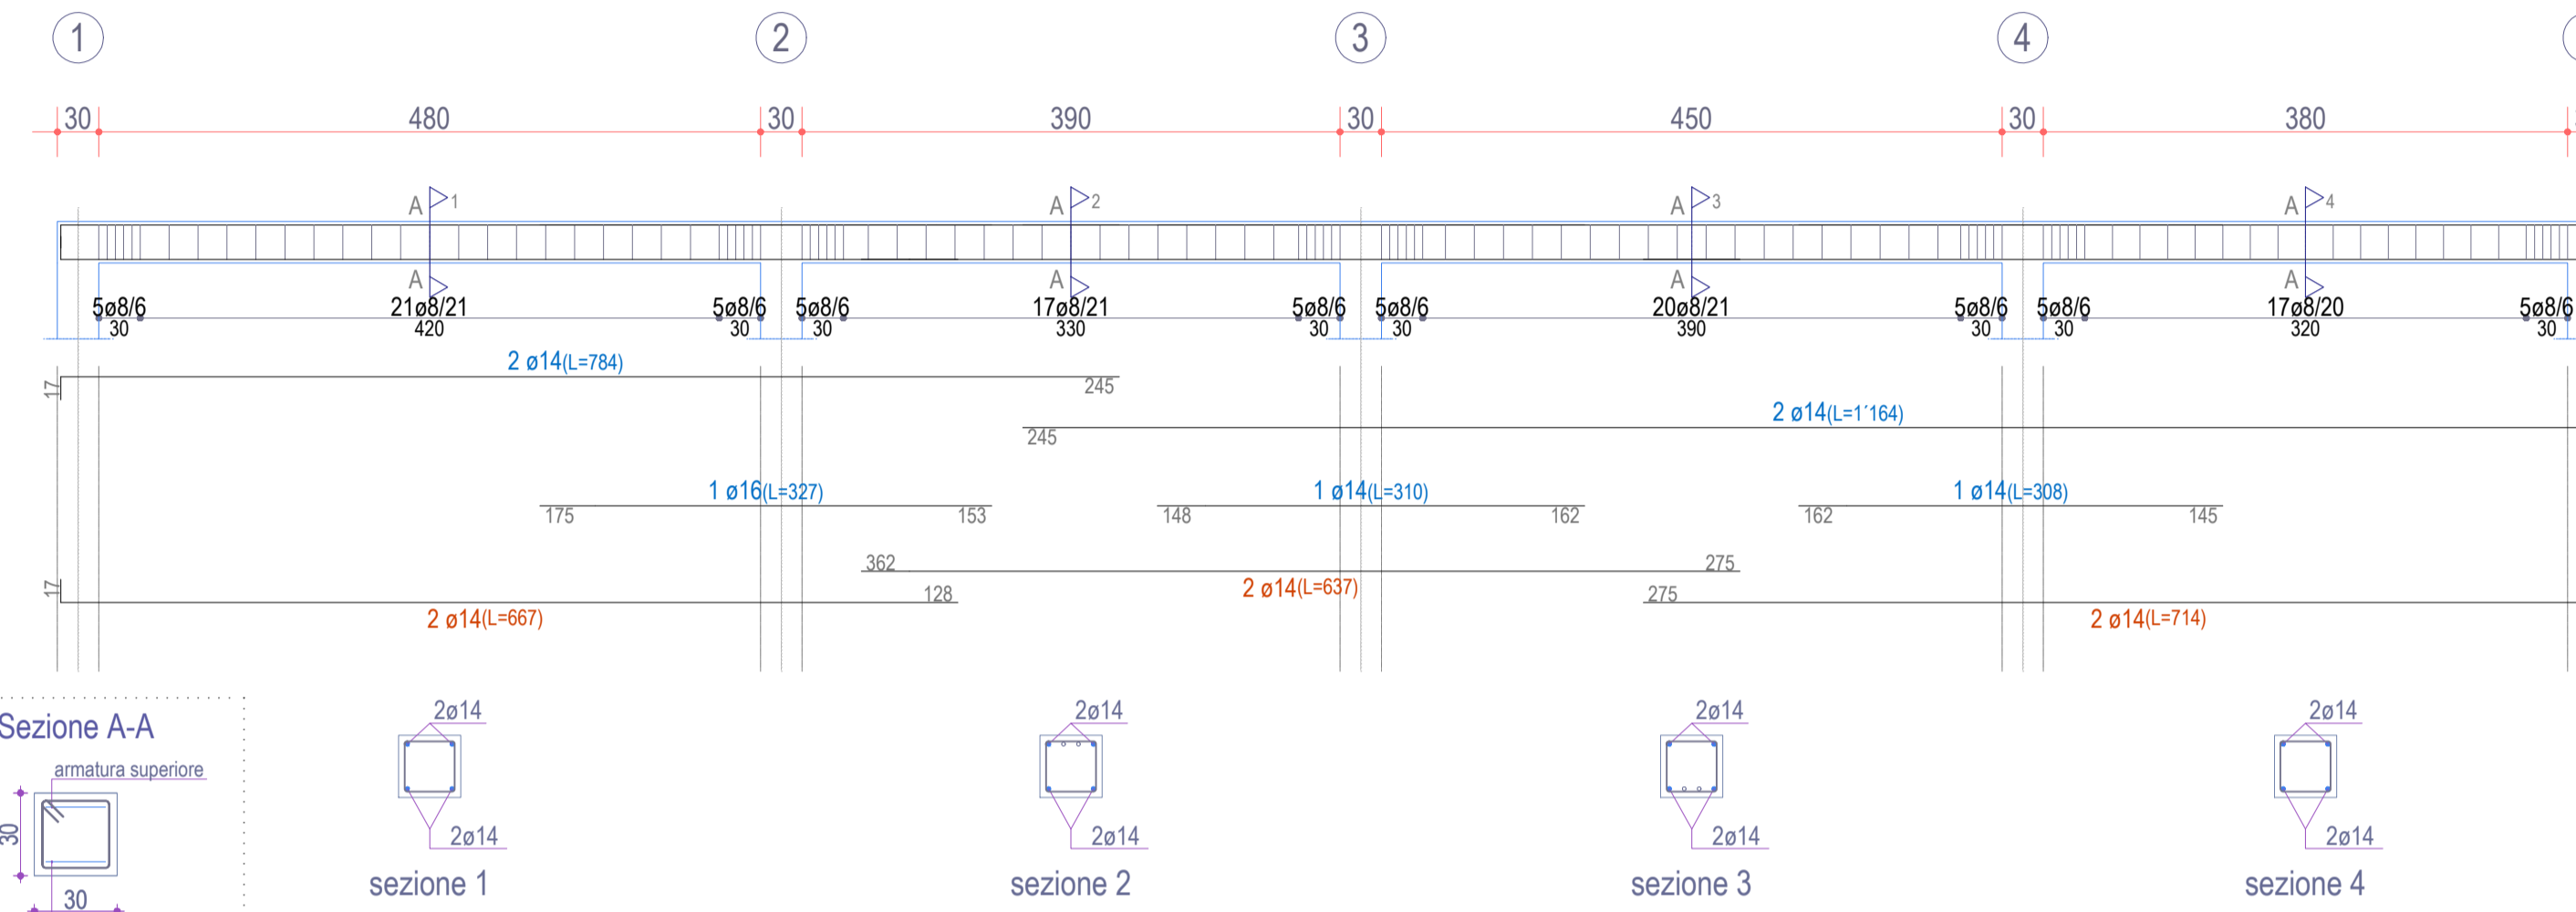 1 2 3 4
30 480 30 390 30 450 30 380
A 1 A 2 A 3 A 4
A A A A
5ø8/6 21ø8/21 5ø8/6 5ø8/6 17ø8/21 5ø8/6 5ø8/6 20ø8/21 5ø8/6 5ø8/6 17ø8/20 5ø8/6
30 420 30 30 330 30 30 390 30 30 320 30
2 ø14(L=784)
17 245
2 ø14(L=1´164)
245
1 ø16(L=327) 1 ø14(L=310) 1 ø14(L=308)
175 153 148 162 162 145
362 275
2 ø14(L=637)
17 128 275
2 ø14(L=667) 2 ø14(L=714)
Sezione A-A
armatura superiore
30
30
2ø14 2ø14 2ø14 2ø14
2ø14 2ø14 2ø14 2ø14
sezione 1 sezione 2 sezione 3 sezione 4